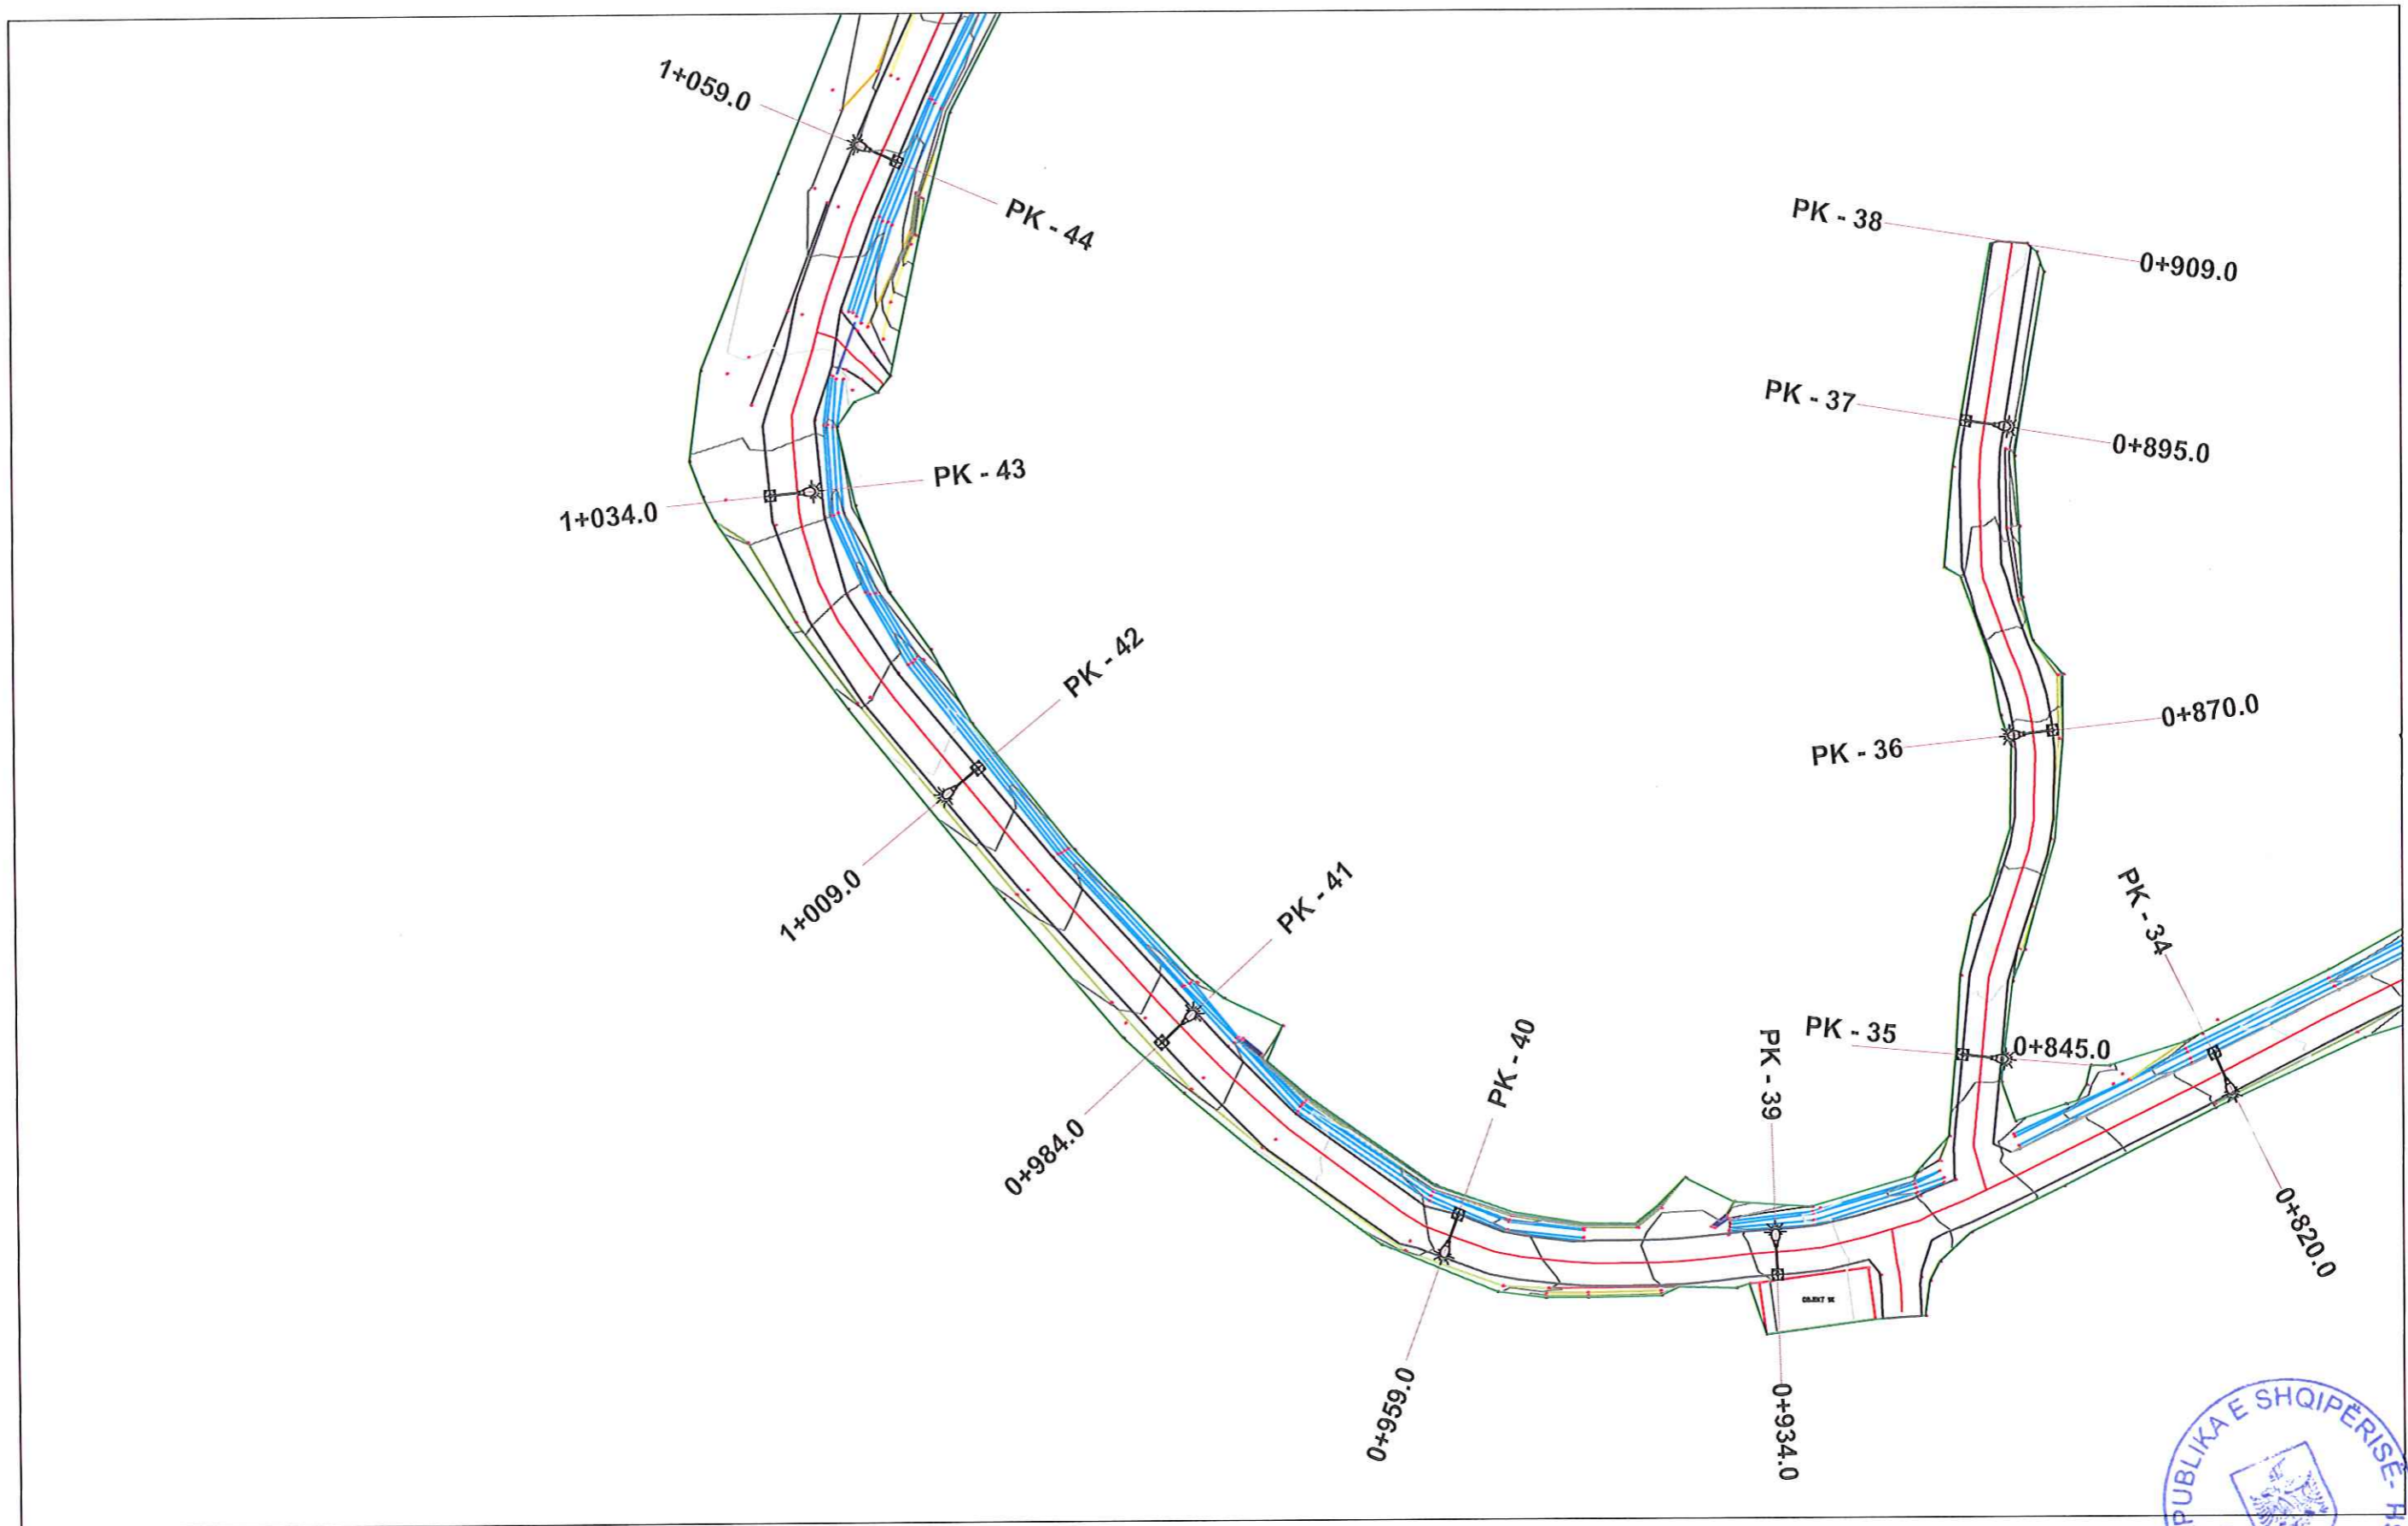 1+059.0
PK - 44
PK - 38
0+909.0
PK - 37
0+895.0
PK - 43
1+034.0
PK - 42
0+870.0
PK - 36
1+009.0
PK - 41
PK - 34
PK - 40
PK - 39
PK - 35
0+845.0
0+984.0
0+820.0
0+959.0
0+934.0
PUBLIKA E SHQIPËRISË-